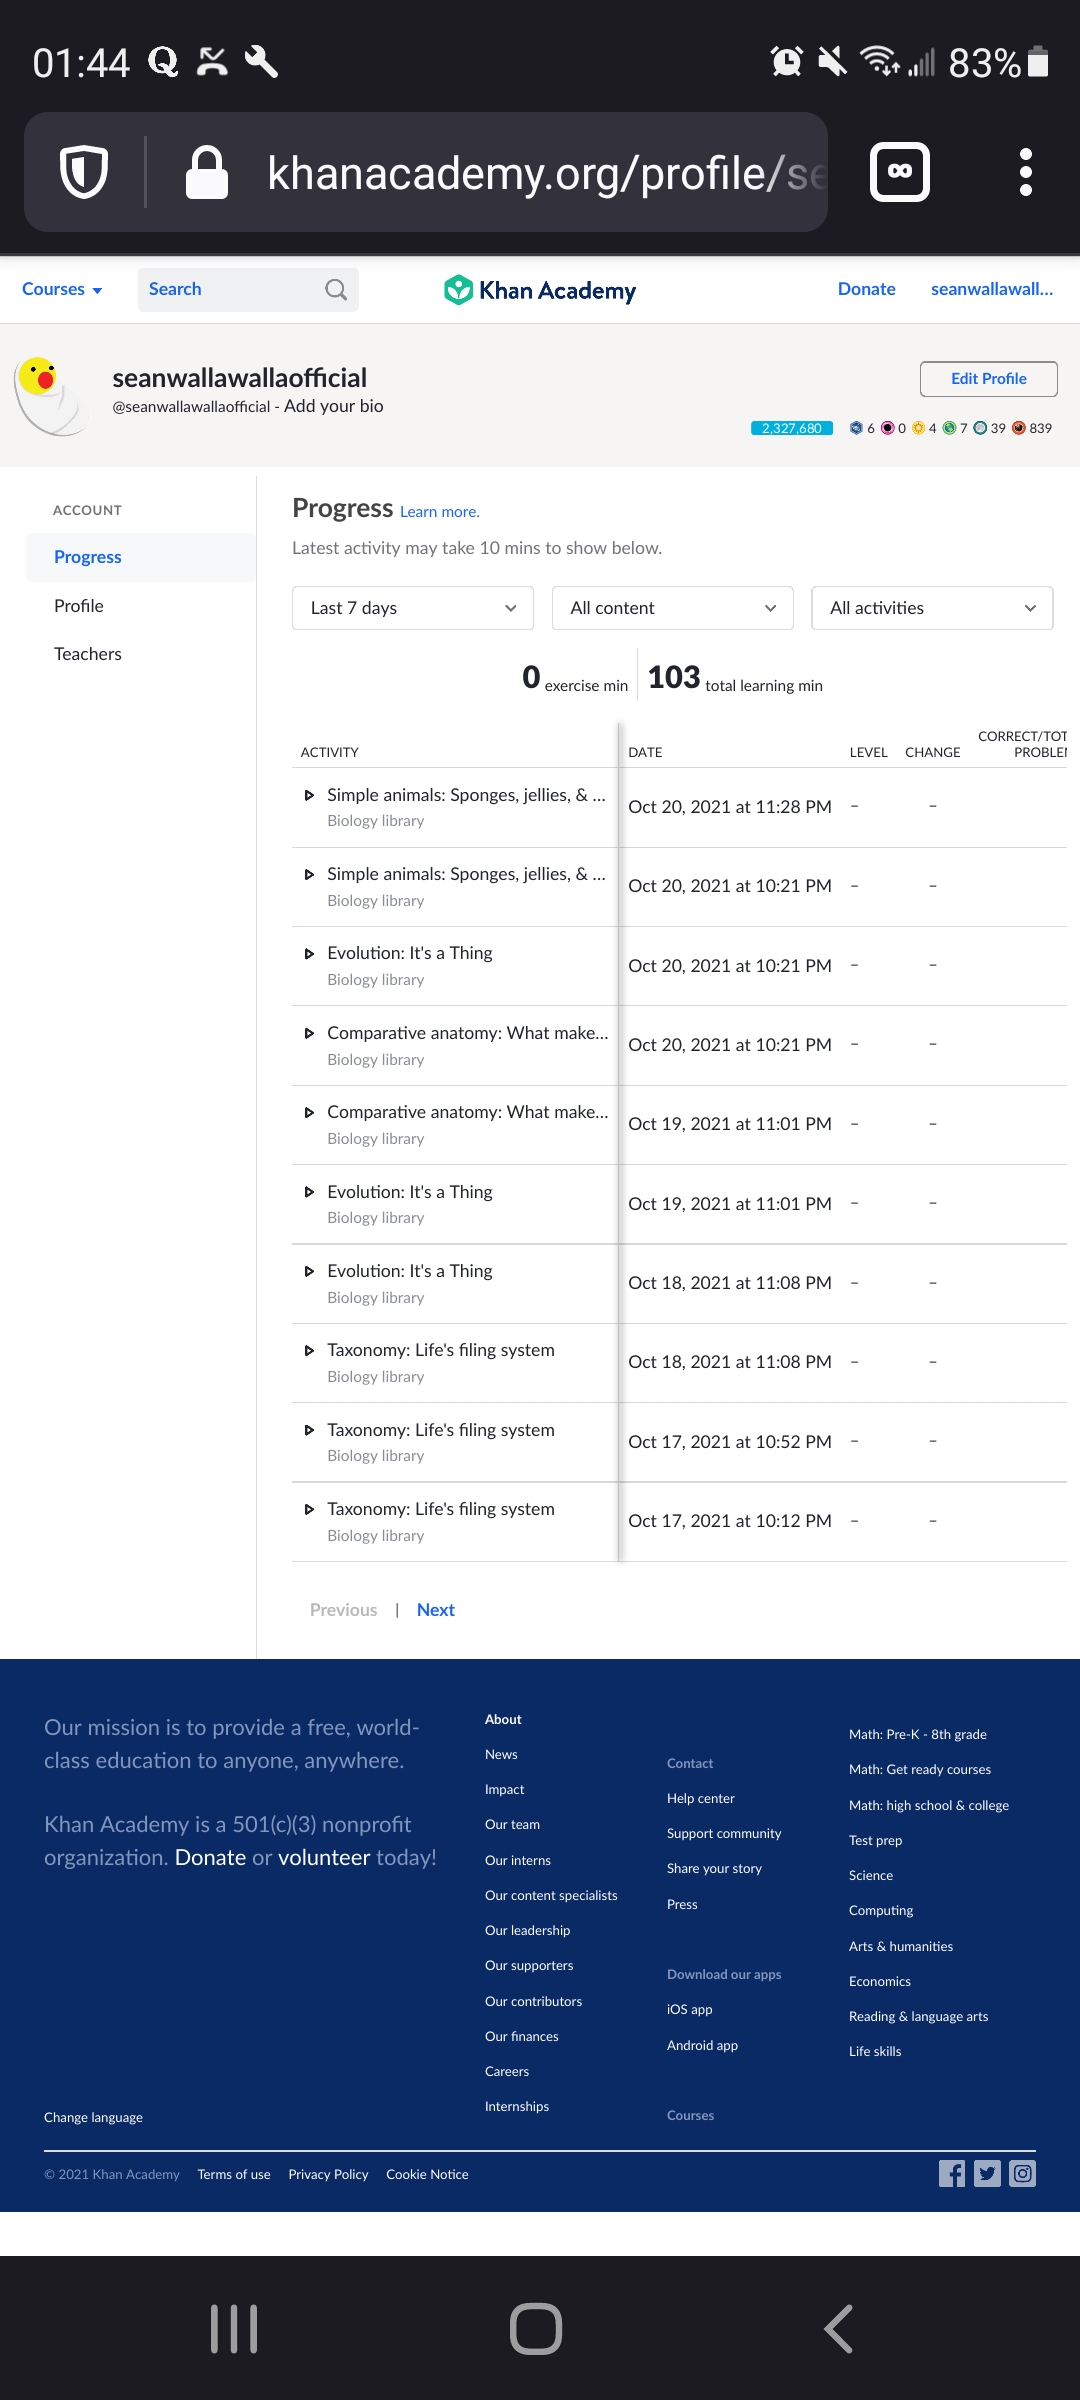 01:44
83%
khanacademy.org/profile/se
Courses
Search
Khan Academy
Donate
seanwallawall...
seanwallawallaofficial
@seanwallawallaofficial - Add your bio
Edit Profile
2,327,680 6 0 4 7 39 839
ACCOUNT
Progress
Profile
Teachers
Progress Learn more.
Latest activity may take 10 mins to show below.
Last 7 days
All content
All activities
0 exercise min
103 total learning min
ACTIVITY DATE LEVEL CHANGE CORRECT/TOT
PROBLEM
Simple animals: Sponges, jellies, & ...
Biology library
Oct 20, 2021 at 11:28 PM – –
Simple animals: Sponges, jellies, & ...
Biology library
Oct 20, 2021 at 10:21 PM – –
Evolution: It's a Thing
Biology library
Oct 20, 2021 at 10:21 PM – –
Comparative anatomy: What make...
Biology library
Oct 20, 2021 at 10:21 PM – –
Comparative anatomy: What make...
Biology library
Oct 19, 2021 at 11:01 PM – –
Evolution: It's a Thing
Biology library
Oct 19, 2021 at 11:01 PM – –
Evolution: It's a Thing
Biology library
Oct 18, 2021 at 11:08 PM – –
Taxonomy: Life's filing system
Biology library
Oct 18, 2021 at 11:08 PM – –
Taxonomy: Life's filing system
Biology library
Oct 17, 2021 at 10:52 PM – –
Taxonomy: Life's filing system
Biology library
Oct 17, 2021 at 10:12 PM – –
Previous | Next
Our mission is to provide a free, world-
class education to anyone, anywhere.
Khan Academy is a 501(c)(3) nonprofit
organization. Donate or volunteer today!
Change language
About
News
Impact
Our team
Our interns
Our content specialists
Our leadership
Our supporters
Our contributors
Our finances
Careers
Internships
Contact
Help center
Support community
Share your story
Press
Download our apps
iOS app
Android app
Courses
Math: Pre-K - 8th grade
Math: Get ready courses
Math: high school & college
Test prep
Science
Computing
Arts & humanities
Economics
Reading & language arts
Life skills
© 2021 Khan Academy Terms of use Privacy Policy Cookie Notice